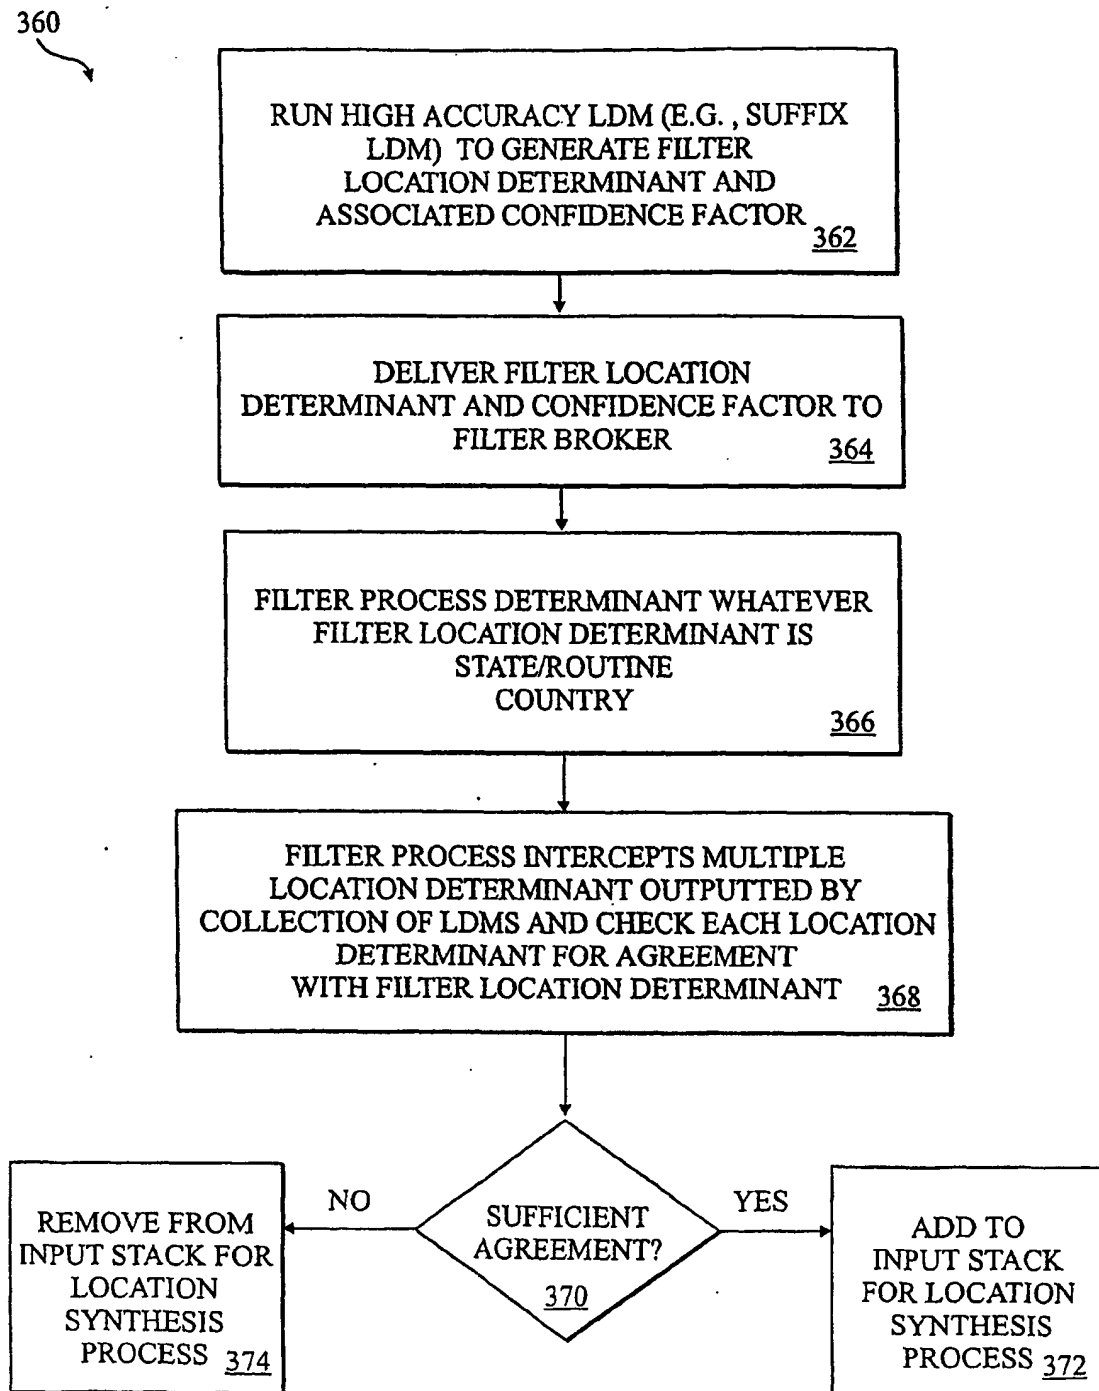 360
RUN HIGH ACCURACY LDM (E.G. , SUFFIX
LDM) TO GENERATE FILTER
LOCATION DETERMINANT AND
ASSOCIATED CONFIDENCE FACTOR
362
DELIVER FILTER LOCATION
DETERMINANT AND CONFIDENCE FACTOR TO
FILTER BROKER
364
FILTER PROCESS DETERMINANT WHATEVER
FILTER LOCATION DETERMINANT IS
STATE/ROUTINE
COUNTRY
366
FILTER PROCESS INTERCEPTS MULTIPLE
LOCATION DETERMINANT OUTPUTTED BY
COLLECTION OF LDMS AND CHECK EACH LOCATION
DETERMINANT FOR AGREEMENT
WITH FILTER LOCATION DETERMINANT
368
SUFFICIENT
AGREEMENT?
370
NO
REMOVE FROM
INPUT STACK FOR
LOCATION
SYNTHESIS
PROCESS 374
YES
ADD TO
INPUT STACK
FOR LOCATION
SYNTHESIS
PROCESS 372